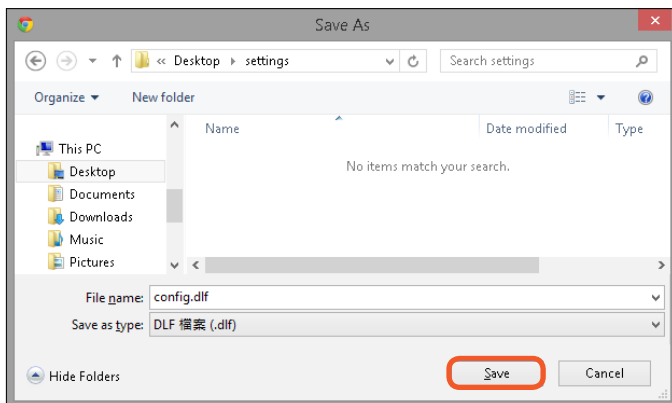 Save As
« Desktop settings
Search settings
Organize
New folder
Name
Date modified
Type
This PC
Desktop
Documents
Downloads
Music
Pictures
No items match your search.
File name: config.dlf
Save as type: DLF 檔案 (.dlf)
Hide Folders
Save
Cancel